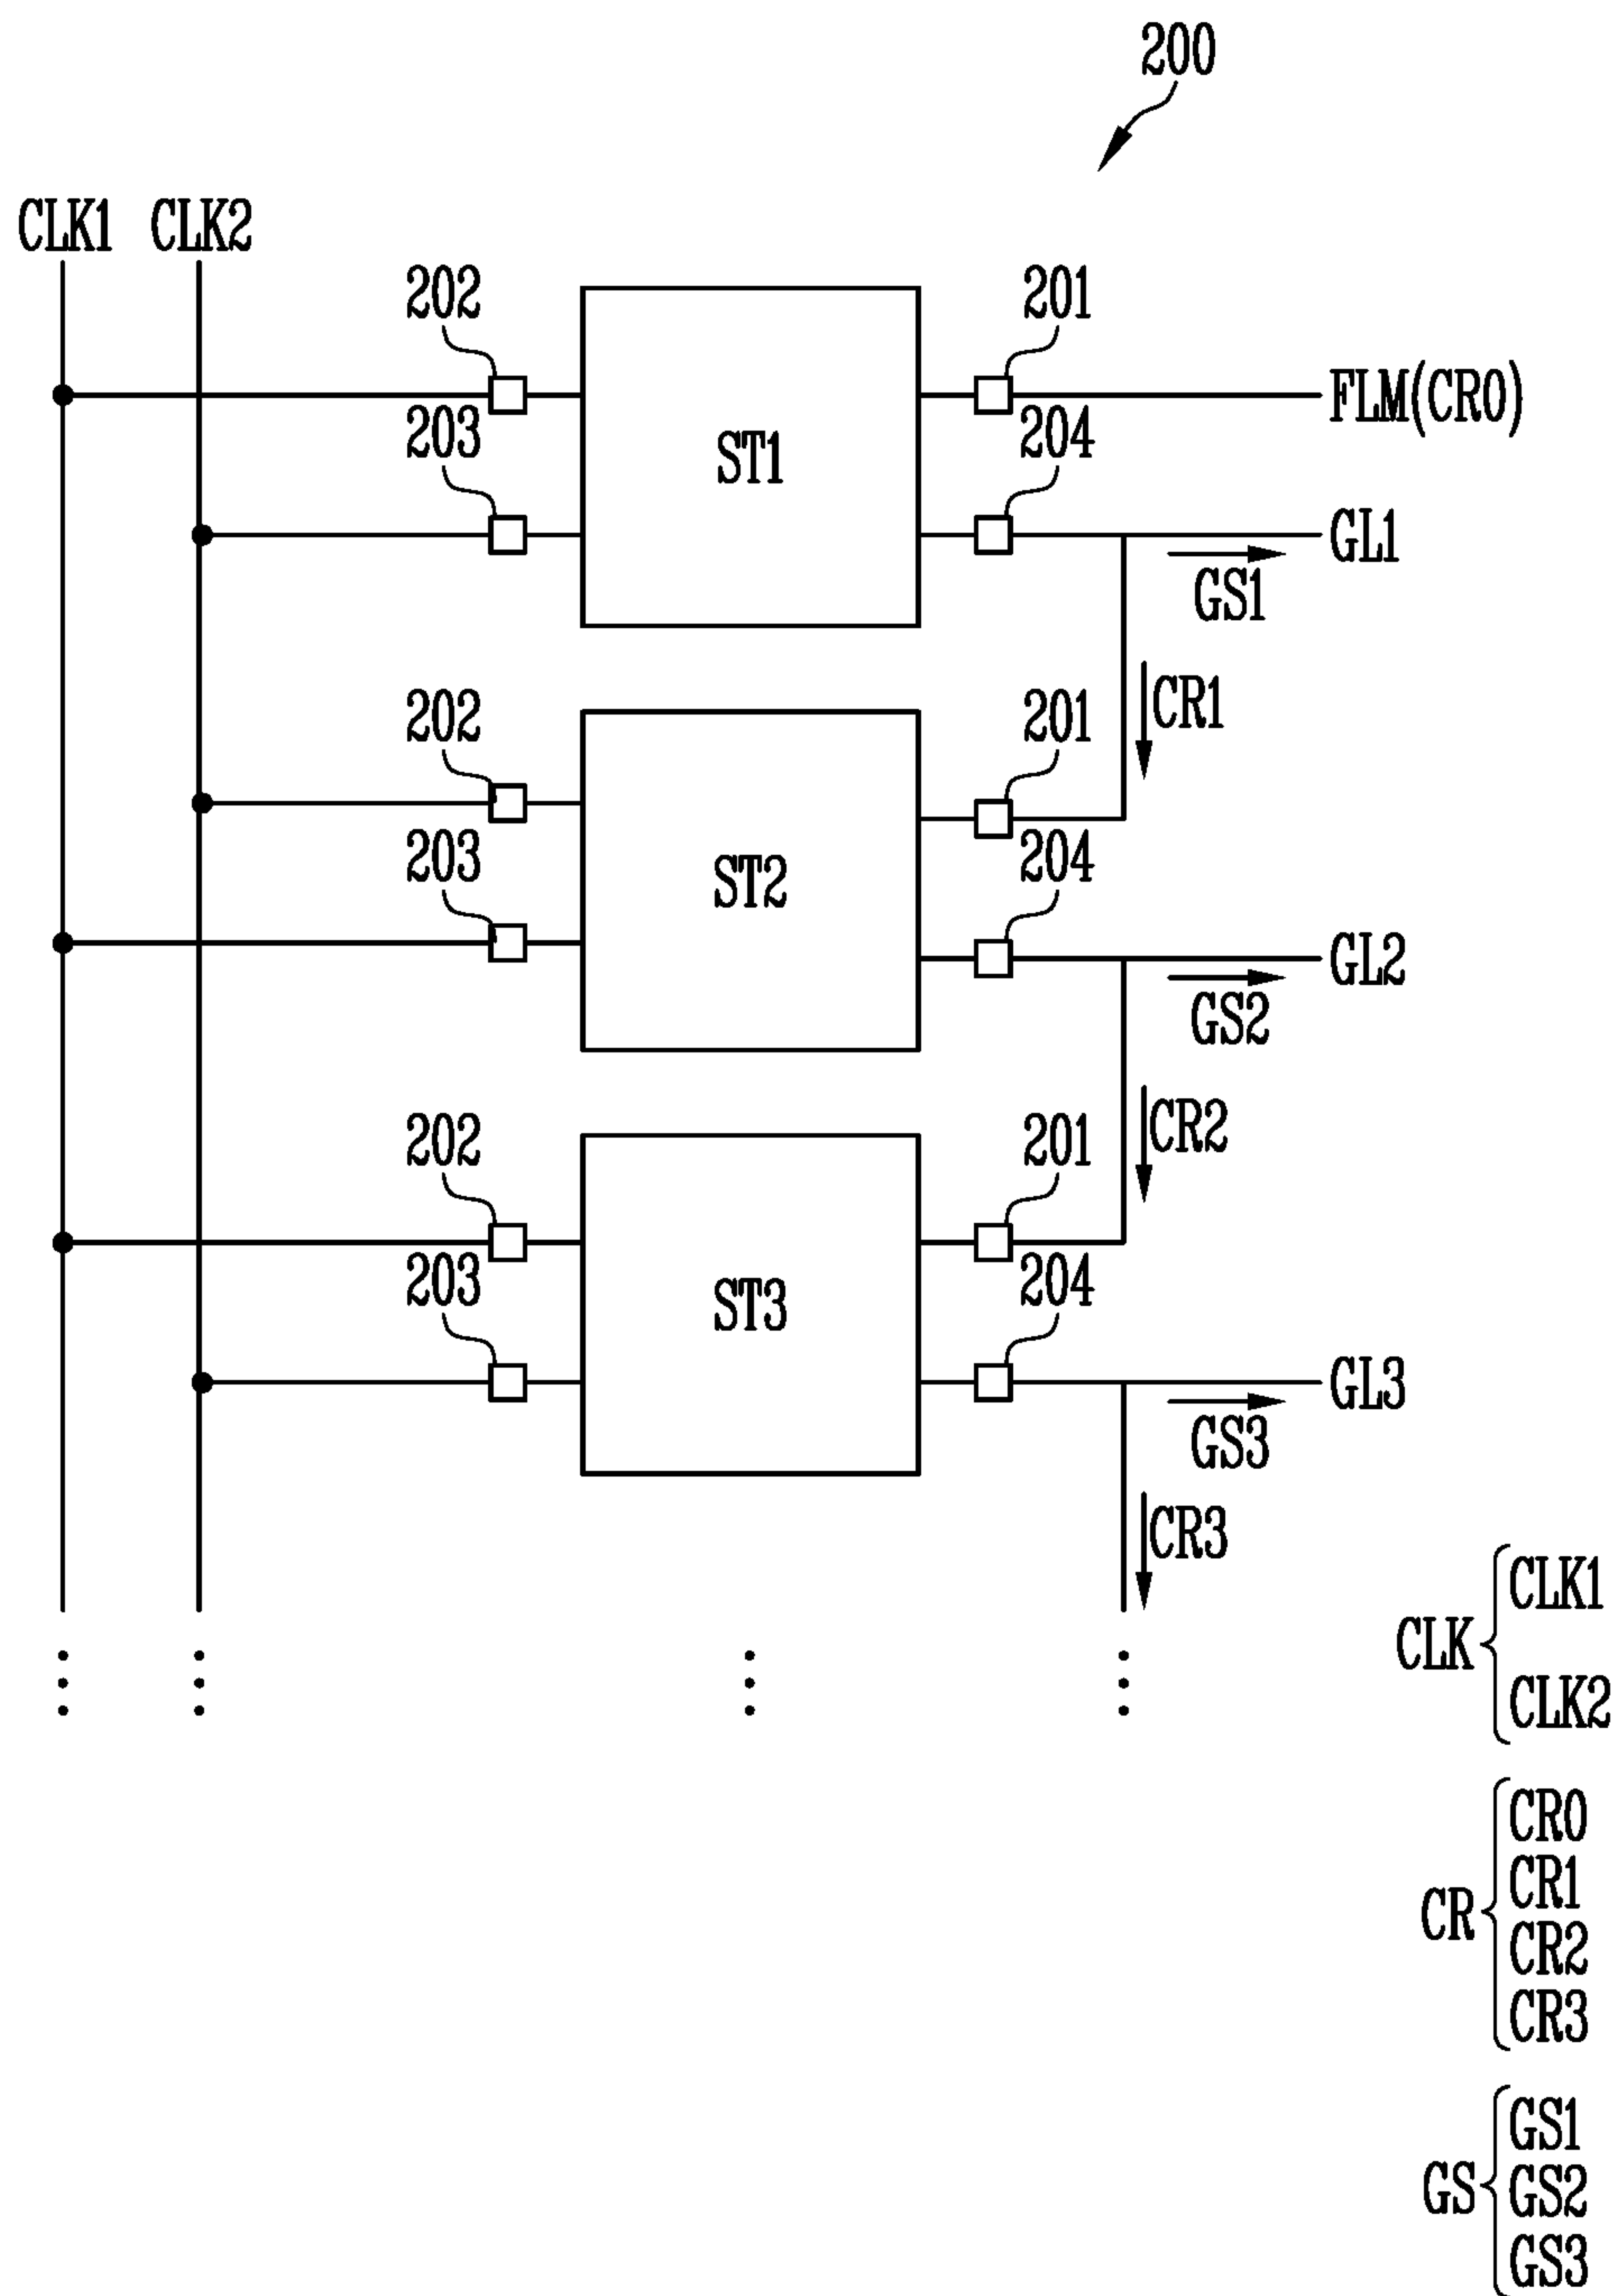 200
CLK1 CLK2
202 201
FLM(CR0)
203 ST1 204
GL1
GS1
202 201 CR1
203 ST2 204
GL2
GS2
202 201 CR2
203 ST3 204
GL3
GS3
CR3
CLK CLK1
CLK2
CR CR0
CR1
CR2
CR3
GS GS1
GS2
GS3